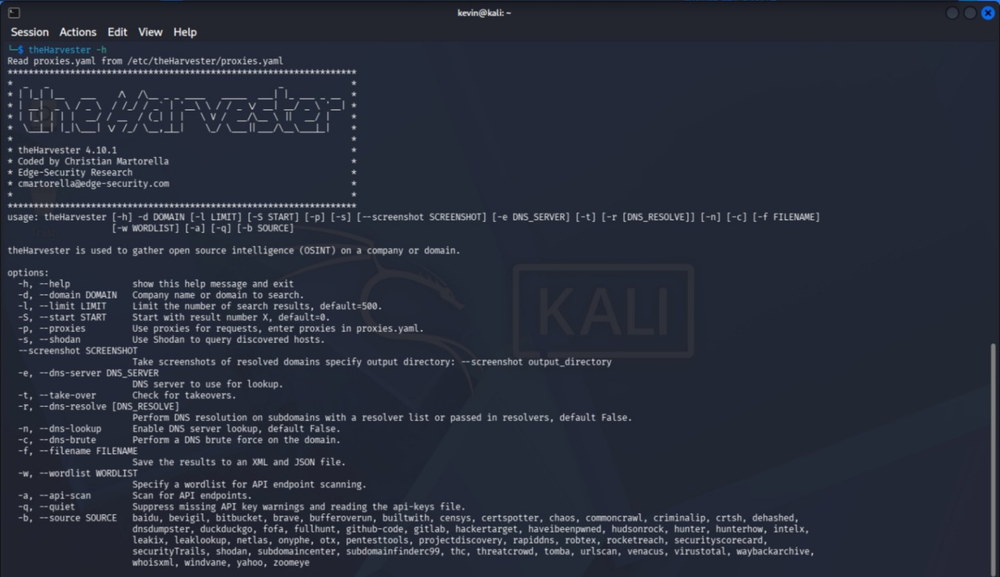 kevin@kali: ~
Session Actions Edit View Help
└─$ theHarvester -h
Read proxies.yaml from /etc/theHarvester/proxies.yaml
*******************************************************************
* *
* theHarvester *
* *
* theHarvester 4.10.1 *
* Coded by Christian Martorella *
* Edge-Security Research *
* cmartorella@edge-security.com *
* *
*******************************************************************
usage: theHarvester [-h] -d DOMAIN [-l LIMIT] [-S START] [-p] [-s] [--screenshot SCREENSHOT] [-e DNS_SERVER] [-t] [-r [DNS_RESOLVE]] [-n] [-c] [-f FILENAME]
[-w WORDLIST] [-a] [-q] [-b SOURCE]
theHarvester is used to gather open source intelligence (OSINT) on a company or domain.
options:
-h, --help show this help message and exit
-d, --domain DOMAIN Company name or domain to search.
-l, --limit LIMIT Limit the number of search results, default=500.
-S, --start START Start with result number X, default=0.
-p, --proxies Use proxies for requests, enter proxies in proxies.yaml.
-s, --shodan Use Shodan to query discovered hosts.
--screenshot SCREENSHOT
Take screenshots of resolved domains specify output directory: --screenshot output_directory
-e, --dns-server DNS_SERVER
DNS server to use for lookup.
-t, --take-over Check for takeovers.
-r, --dns-resolve [DNS_RESOLVE]
Perform DNS resolution on subdomains with a resolver list or passed in resolvers, default False.
-n, --dns-lookup Enable DNS server lookup, default False.
-c, --dns-brute Perform a DNS brute force on the domain.
-f, --filename FILENAME
Save the results to an XML and JSON file.
-w, --wordlist WORDLIST
Specify a wordlist for API endpoint scanning.
-a, --api-scan Scan for API endpoints.
-q, --quiet Suppress missing API key warnings and reading the api-keys file.
-b, --source SOURCE baidu, bevigil, bitbucket, brave, bufferoverun, builtwith, censys, certspotter, chaos, commoncrawl, criminalip, crtsh, dehashed,
dnsdumpster, duckduckgo, fofa, fullhunt, github-code, gitlab, hackertarget, haveibeenpwned, hudsonrock, hunter, hunterhow, intelx,
leakix, leaklookup, netlas, onyphe, otx, pentesttools, projectdiscovery, rapiddns, robtex, rocketreach, securityscorecard,
securityTrails, shodan, subdomaincenter, subdomainfinderc99, thc, threatcrowd, tomba, urlscan, venacus, virustotal, waybackarchive,
whoisxml, windvane, yahoo, zoomeye
KALI